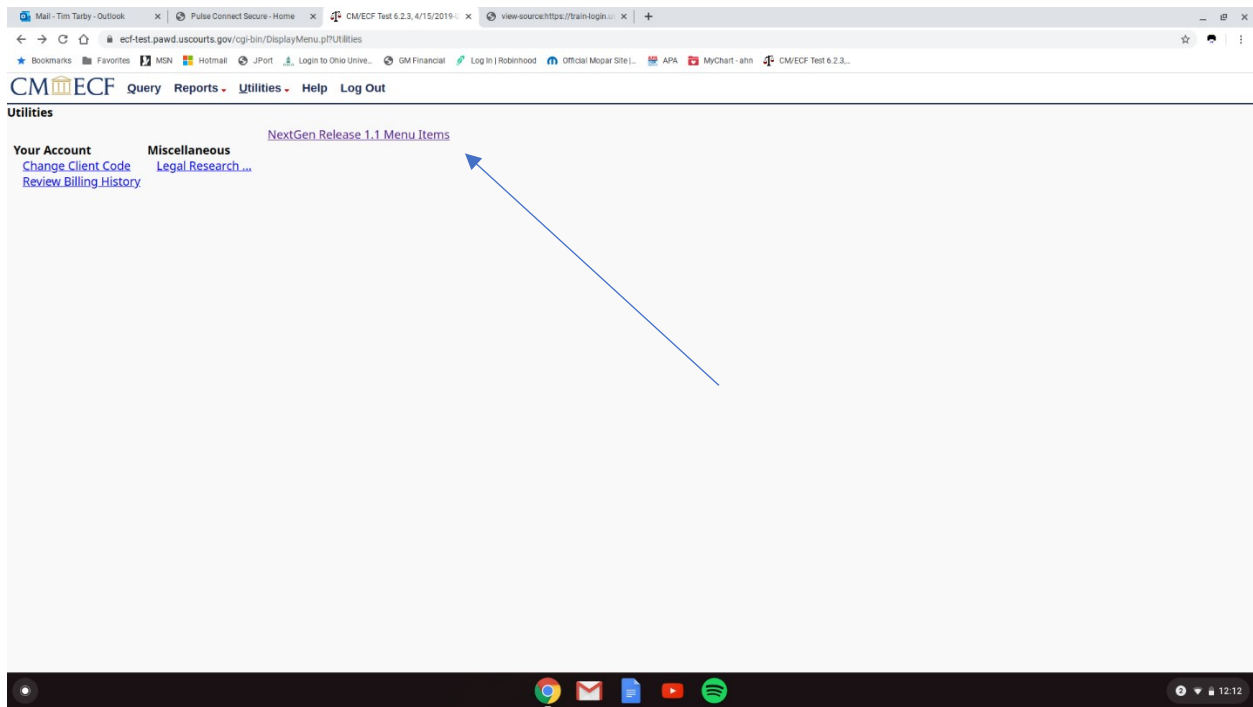 Mail - Tim Tarby - Outlook Pulse Connect Secure - Home CM/ECF Test 6.2.3, 4/15/2019- view-source:https://train-login.u
ecf-test.pawd.uscourts.gov/cgi-bin/DisplayMenu.pl?Utilities
Bookmarks Favorites MSN Hotmail JPort Login to Ohio Unive... GM Financial Log In | Robinhood Official Mopar Site |... APA MyChart - ahn CM/ECF Test 6.2.3,...
CM ECF Query Reports Utilities Help Log Out
Utilities
NextGen Release 1.1 Menu Items
Your Account Miscellaneous
Change Client Code Legal Research ...
Review Billing History
2 12:12